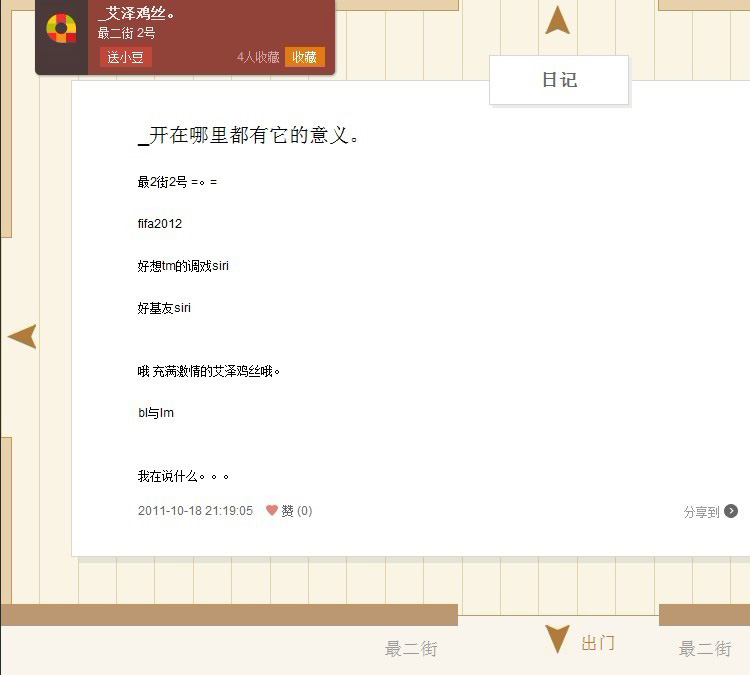 _艾泽鸡丝。
最二街 2号
送小豆 4人收藏 收藏
日记
_开在哪里都有它的意义。
最2街2号 =。=
fifa2012
好想tm的调戏siri
好基友siri
哦 充满激情的艾泽鸡丝哦。
bl与lm
我在说什么。。。
2011-10-18 21:19:05 赞 (0) 分享到
最二街 出门 最二街